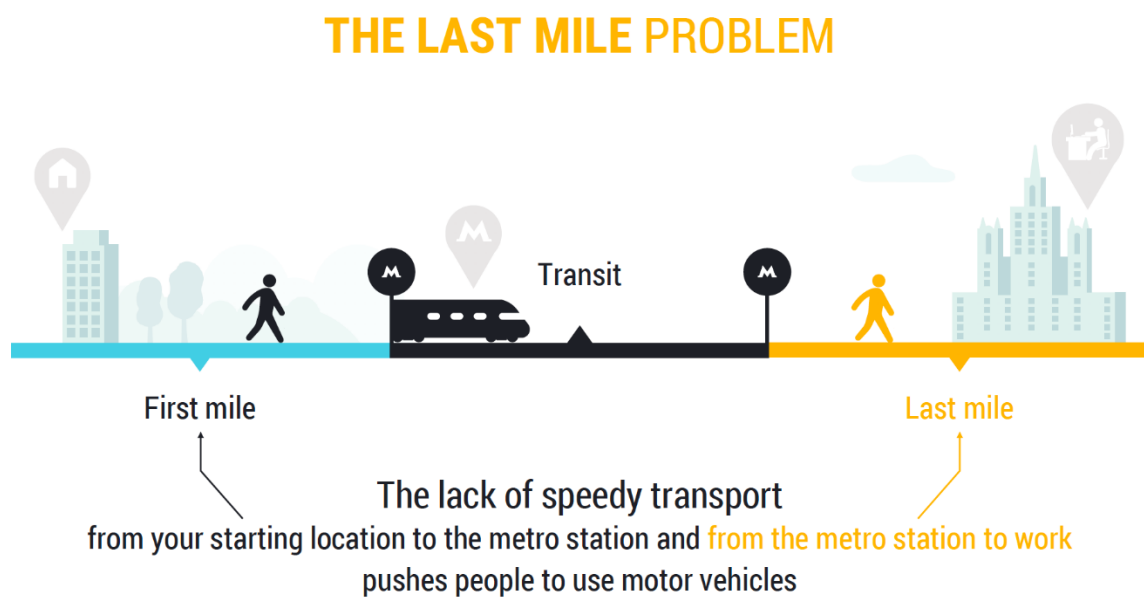 THE LAST MILE PROBLEM
M
M
Transit
M
First mile
Last mile
The lack of speedy transport
from your starting location to the metro station and from the metro station to work
pushes people to use motor vehicles